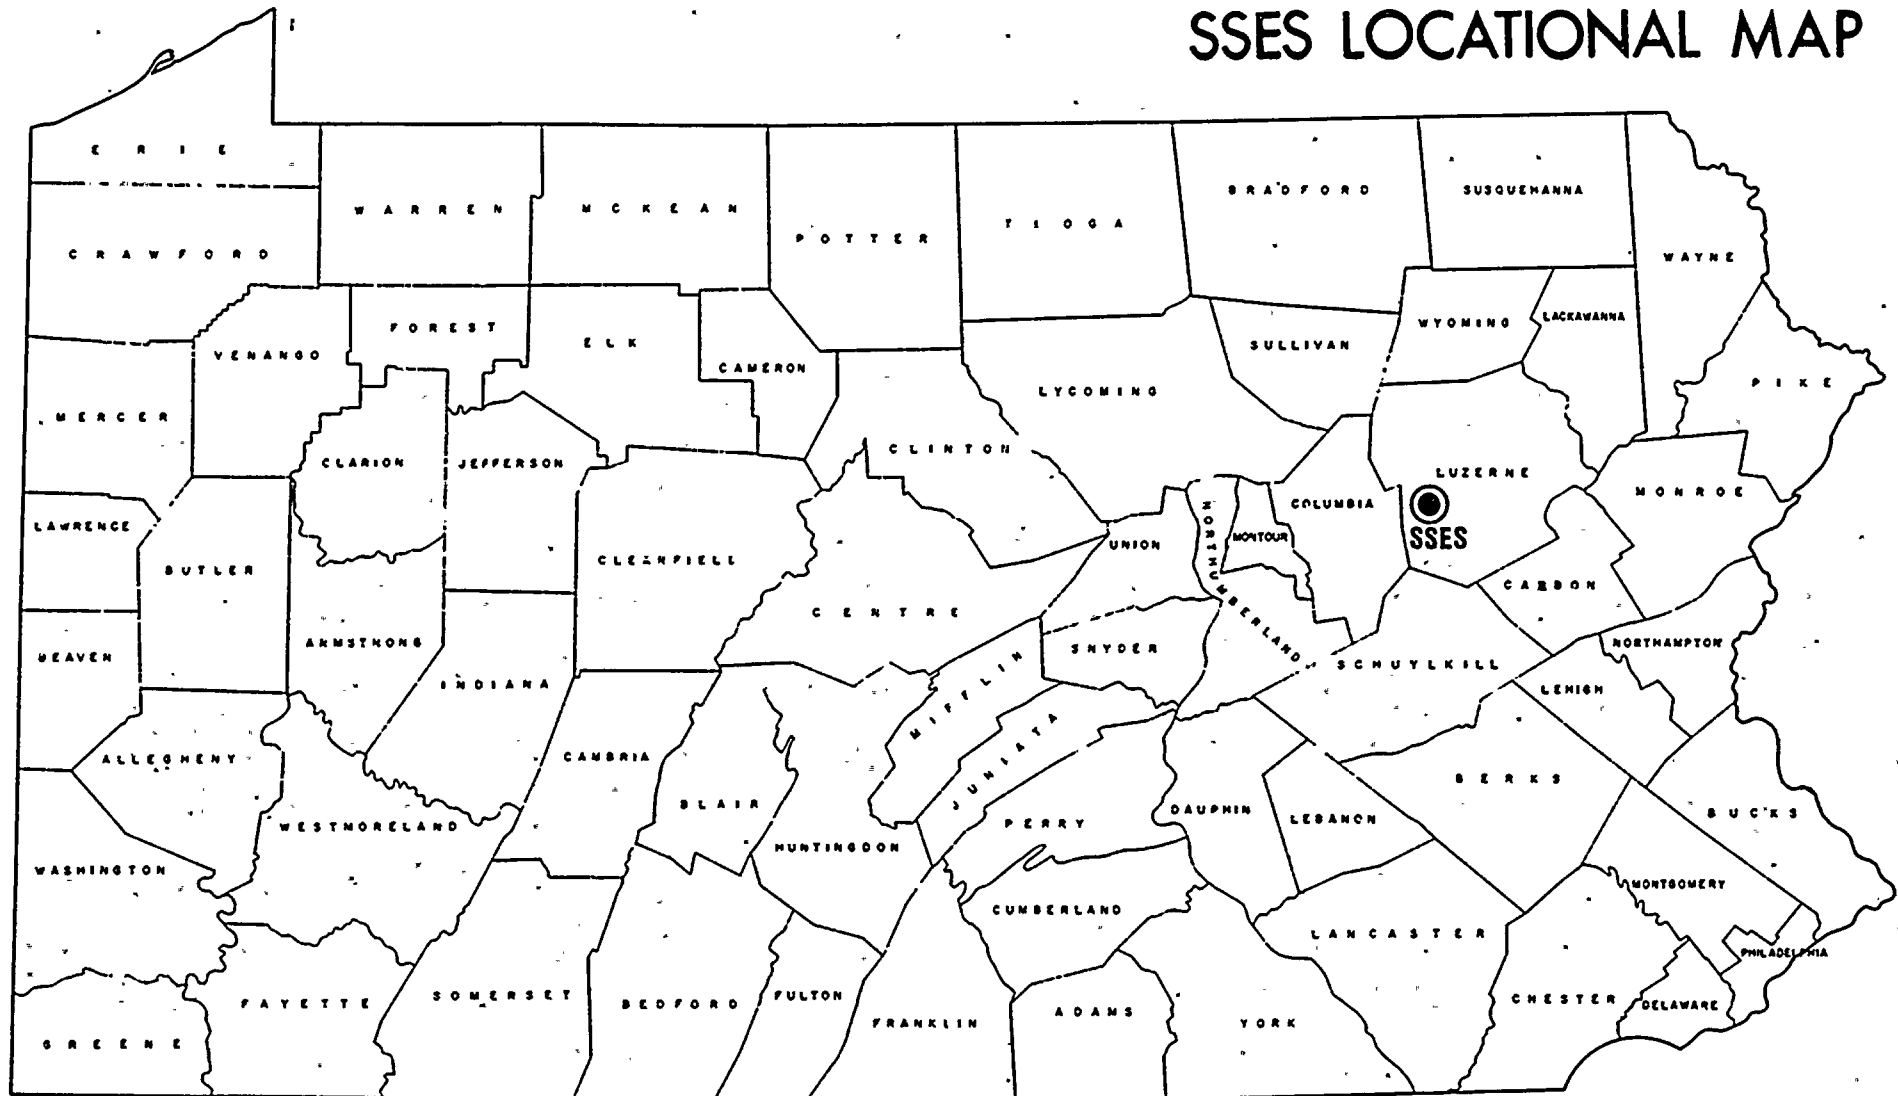 SSES LOCATIONAL MAP
ERIE
WARREN
MCKEAN
POTTER
TIOGA
BRADFORD
SUSQUEHANNA
WAYNE
CRAWFORD
VENANGO
FOREST
ELK
CAMERON
LYCOMING
SULLIVAN
WYOMING
LACKAWANNA
PIKE
MERCER
CLARION
JEFFERSON
CLINTON
COLUMBIA
LUZERNE
MONROE
LAWRENCE
BUTLER
CLEARFIELD
CENTRE
UNION
NORTHUMBERLAND
MONTOUR
SSES
CARBON
BEAVER
ARMSTRONG
INDIANA
MIFFLIN
SNYDER
SCHUYLKILL
NORTHAMPTON
LEHIGH
ALLEGHENY
CAMBRIA
BLAIR
JUNIATA
BERKS
BUCKS
WESTMORELAND
HUNTINGDON
PERRY
DAUPHIN
LEBANON
WASHINGTON
CUMBERLAND
LANCASTER
MONTGOMERY
PHILADELPHIA
GREENE
FAYETTE
SOMERSET
BEDFORD
FULTON
FRANKLIN
ADAMS
YORK
CHESTER
DELAWARE